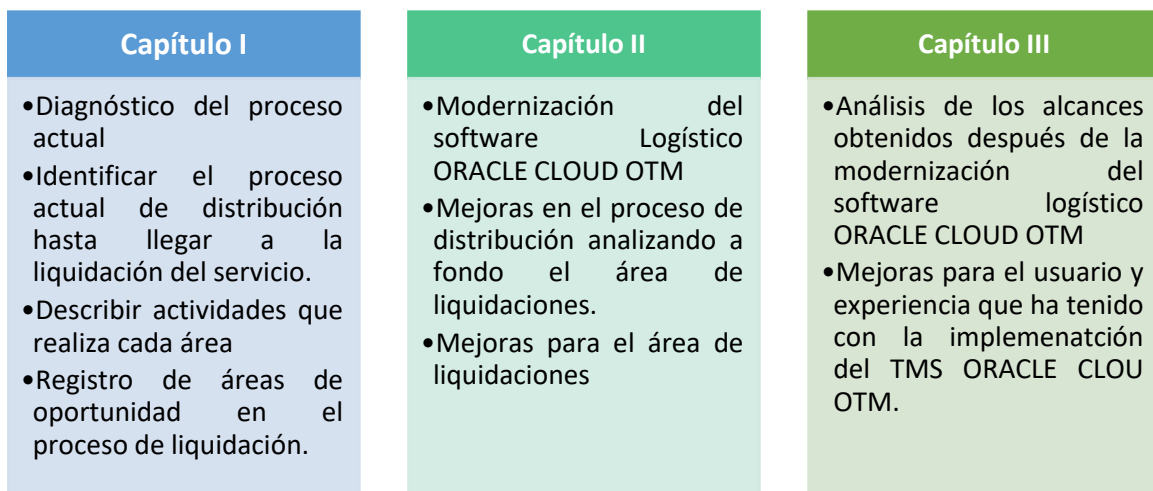 Capítulo I
•Diagnóstico del proceso
actual
•Identificar el proceso
actual de distribución
hasta llegar a la
liquidación del servicio.
•Describir actividades que
realiza cada área
•Registro de áreas de
oportunidad en el
proceso de liquidación.
Capítulo II
•Modernización del
software Logístico
ORACLE CLOUD OTM
•Mejoras en el proceso de
distribución analizando a
fondo el área de
liquidaciones.
•Mejoras para el área de
liquidaciones
Capítulo III
•Análisis de los alcances
obtenidos después de la
modernización del
software logístico
ORACLE CLOUD OTM
•Mejoras para el usuario y
experiencia que ha tenido
con la implemenatción
del TMS ORACLE CLOU
OTM.